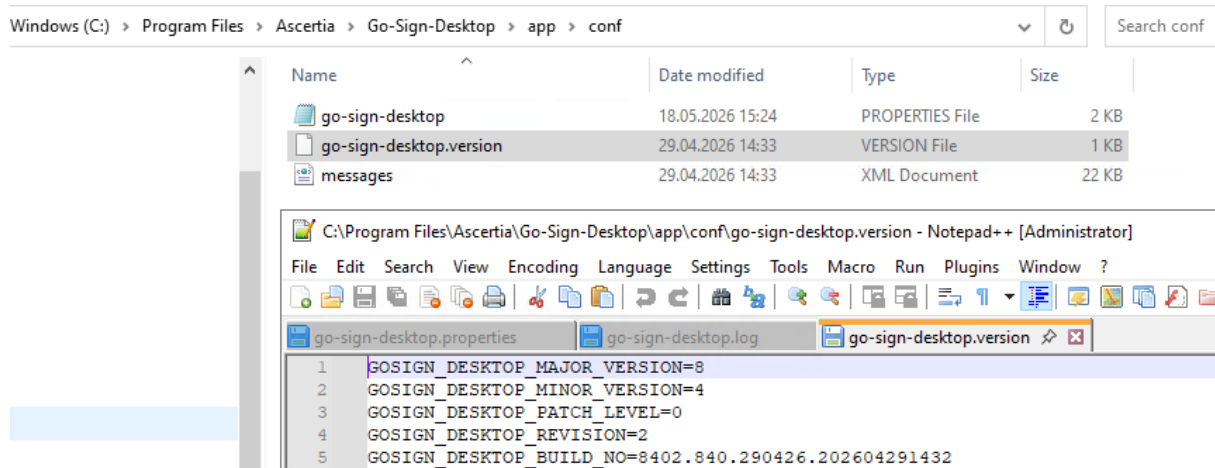 Windows (C:) > Program Files > Ascertia > Go-Sign-Desktop > app > conf
Search conf
Name Date modified Type Size
go-sign-desktop 18.05.2026 15:24 PROPERTIES File 2 KB
go-sign-desktop.version 29.04.2026 14:33 VERSION File 1 KB
messages 29.04.2026 14:33 XML Document 22 KB
C:\Program Files\Ascertia\Go-Sign-Desktop\app\conf\go-sign-desktop.version - Notepad++ [Administrator]
File Edit Search View Encoding Language Settings Tools Macro Run Plugins Window ?
go-sign-desktop.properties go-sign-desktop.log go-sign-desktop.version
1 GOSIGN_DESKTOP_MAJOR_VERSION=8
2 GOSIGN_DESKTOP_MINOR_VERSION=4
3 GOSIGN_DESKTOP_PATCH_LEVEL=0
4 GOSIGN_DESKTOP_REVISION=2
5 GOSIGN_DESKTOP_BUILD_NO=8402.840.290426.202604291432